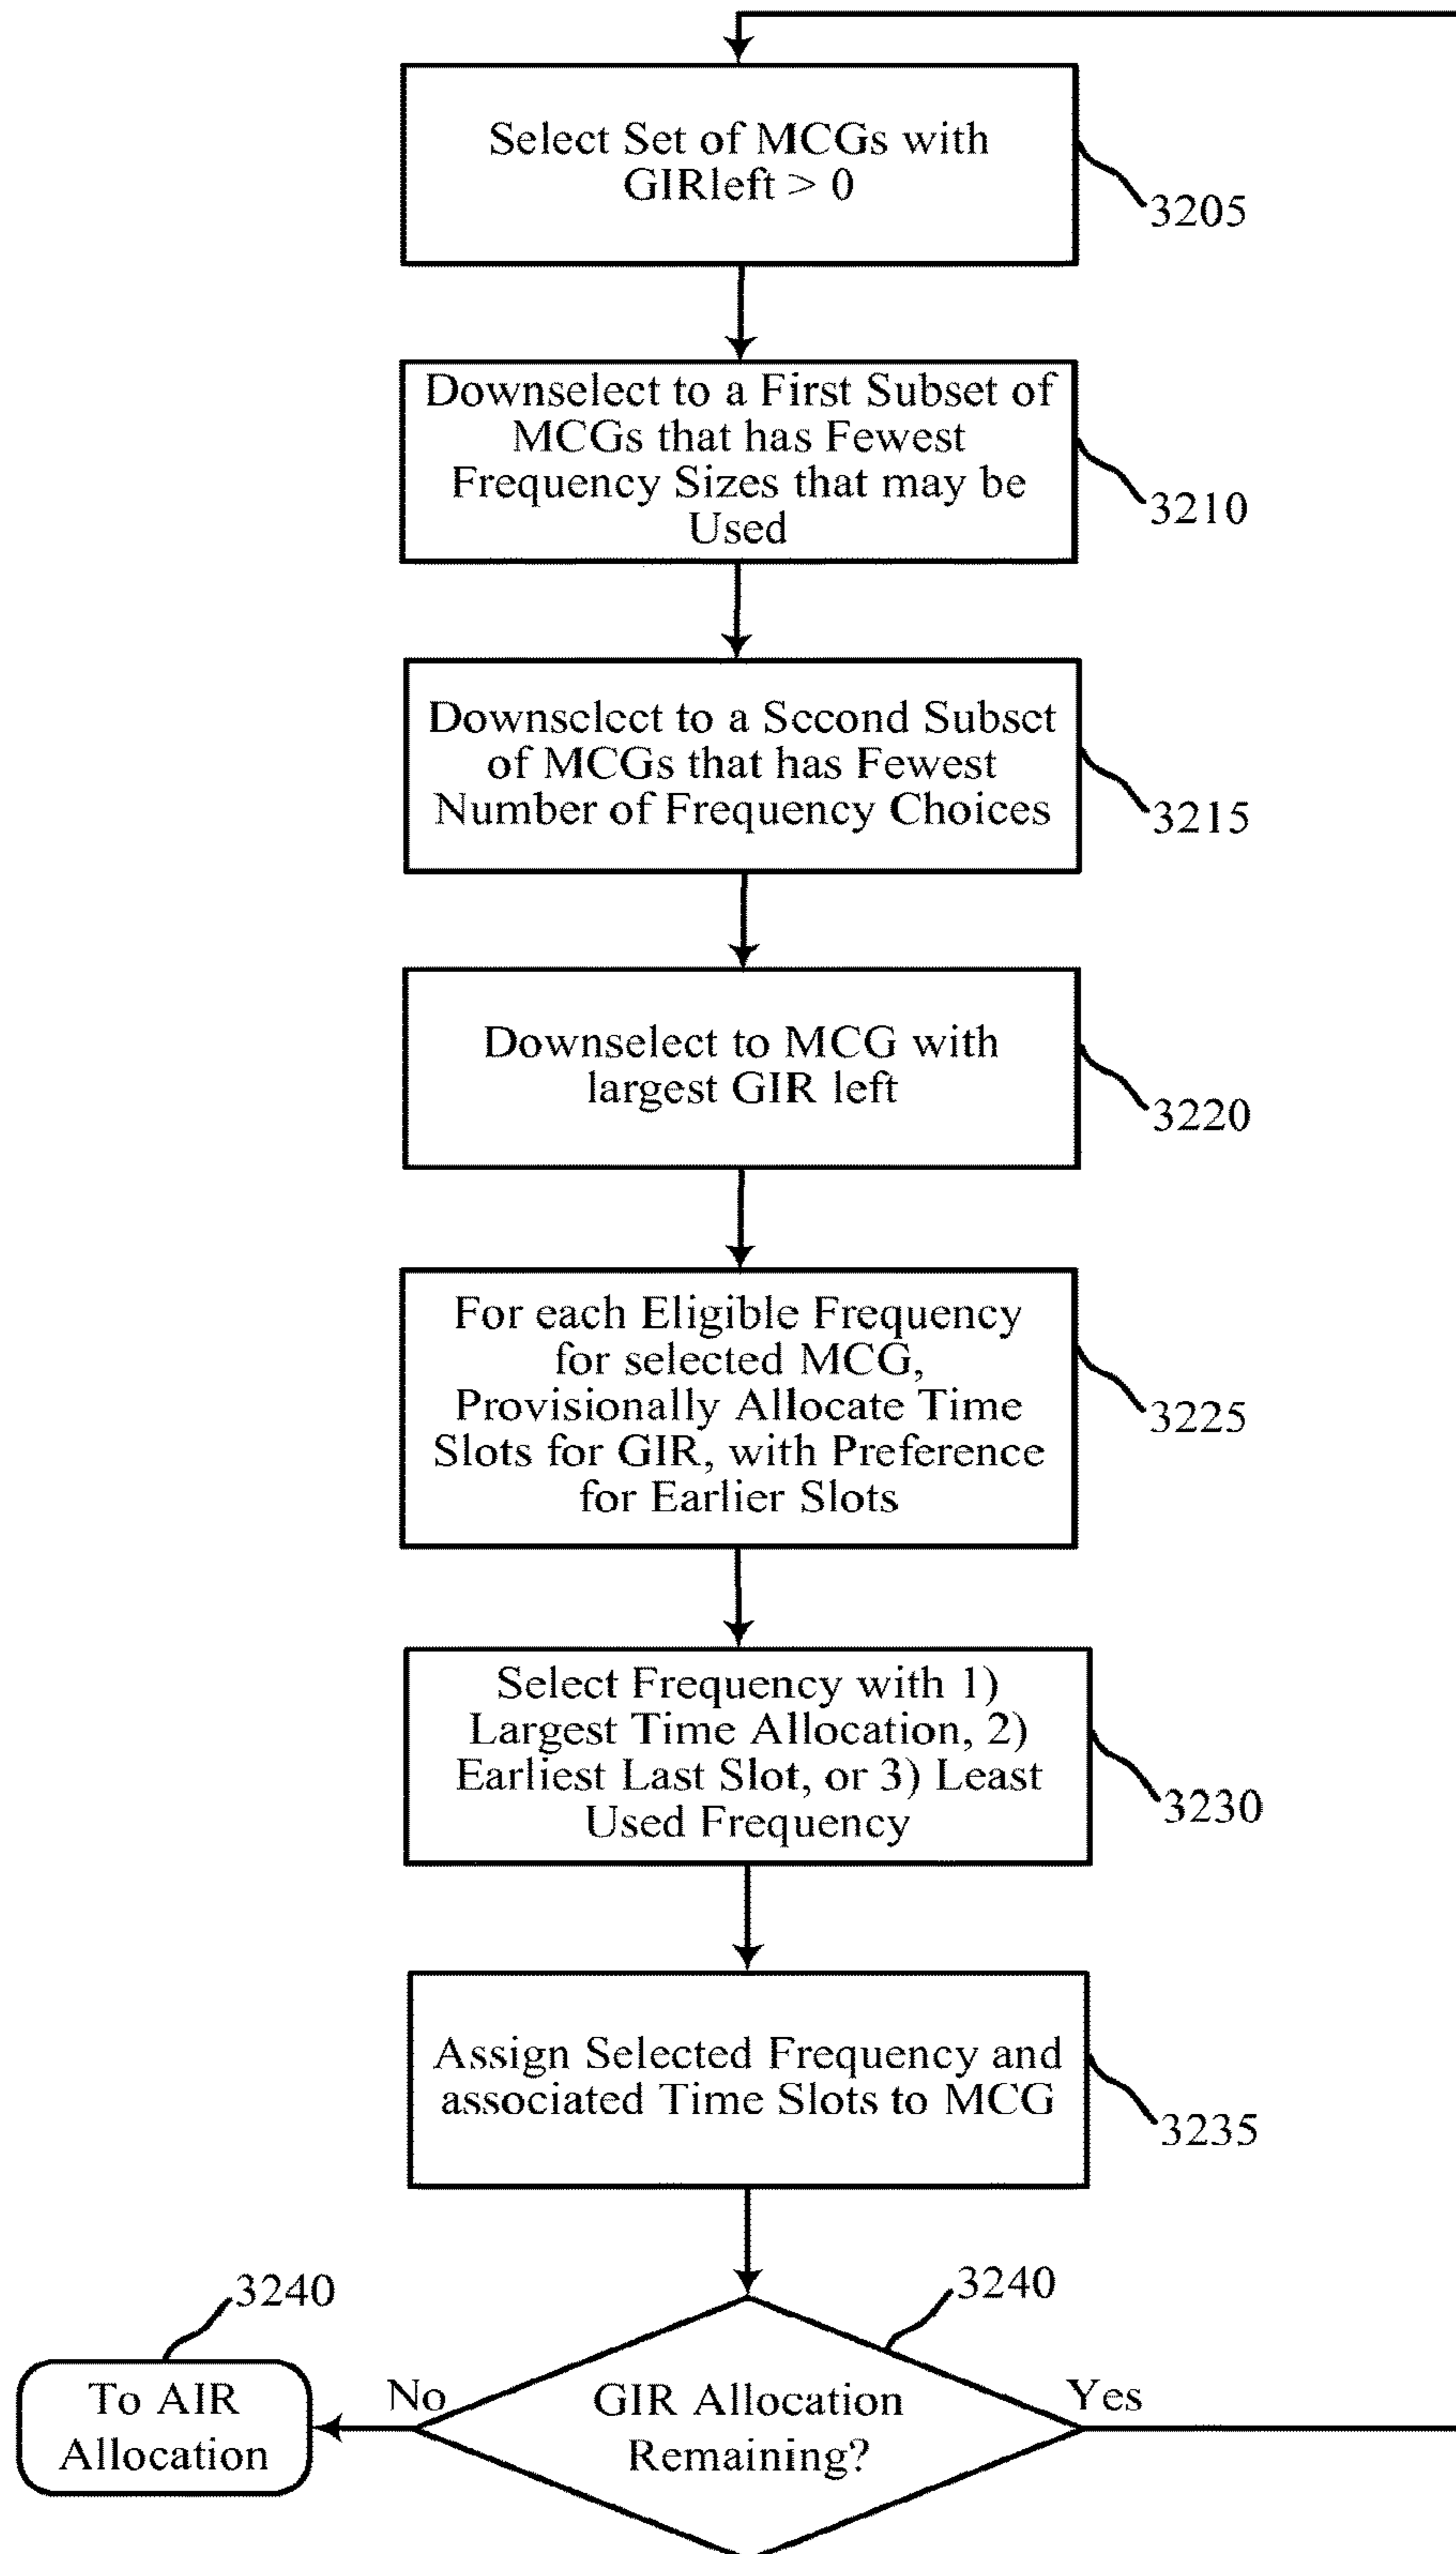 Select Set of MCGs with
GIRleft > 0
3205
Downselect to a First Subset of
MCGs that has Fewest
Frequency Sizes that may be
Used
3210
Downselect to a Second Subset
of MCGs that has Fewest
Number of Frequency Choices
3215
Downselect to MCG with
largest GIR left
3220
For each Eligible Frequency
for selected MCG,
Provisionally Allocate Time
Slots for GIR, with Preference
for Earlier Slots
3225
Select Frequency with 1)
Largest Time Allocation, 2)
Earliest Last Slot, or 3) Least
Used Frequency
3230
Assign Selected Frequency and
associated Time Slots to MCG
3235
3240
3240
To AIR
Allocation
No
GIR Allocation
Remaining?
Yes